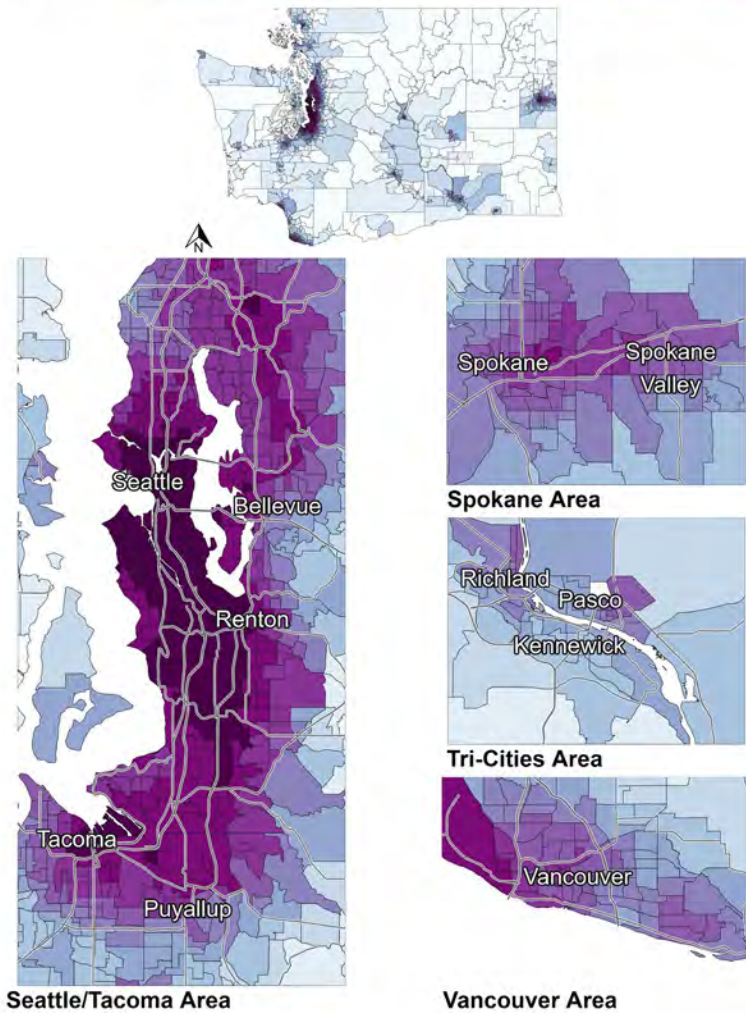 N
Seattle
Bellevue
Renton
Tacoma
Puyallup
Seattle/Tacoma Area
Spokane
Spokane
Valley
Spokane Area
Richland
Pasco
Kennewick
Tri-Cities Area
Vancouver
Vancouver Area